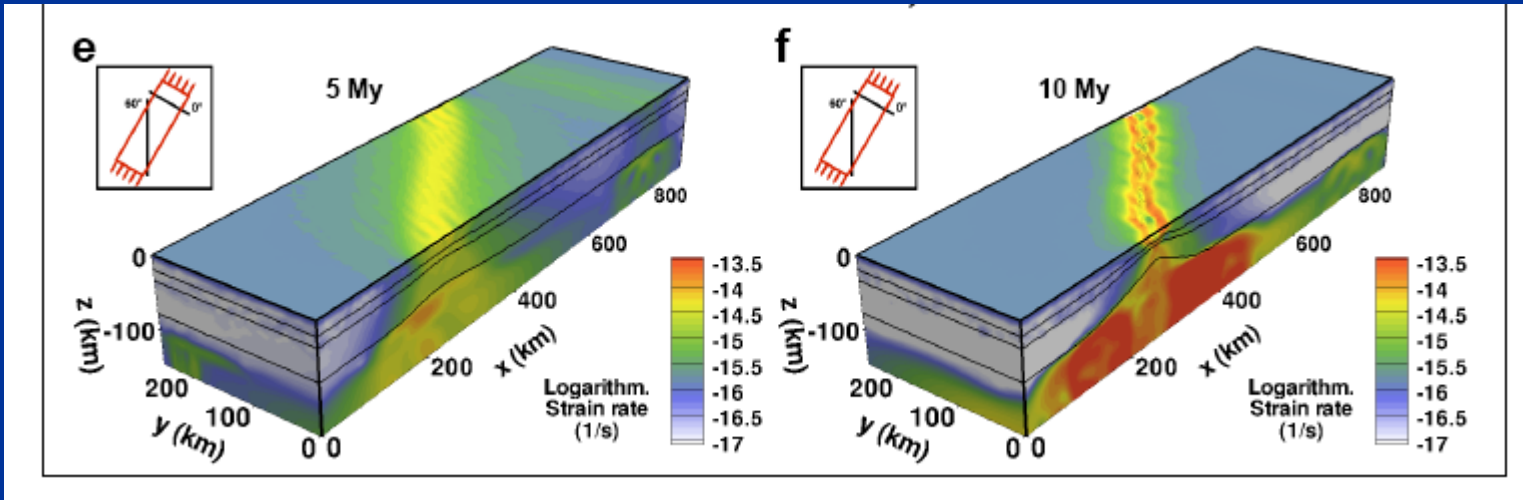 e
5 My
60°
0°
0
-100
z (km)
200
100
y (km)
0 0
200
400
600
800
x (km)
Logarithm.
Strain rate
(1/s)
-13.5
-14
-14.5
-15
-15.5
-16
-16.5
-17
f
10 My
60°
0°
0
-100
z (km)
200
100
y (km)
0 0
200
400
600
800
x (km)
Logarithm.
Strain rate
(1/s)
-13.5
-14
-14.5
-15
-15.5
-16
-16.5
-17